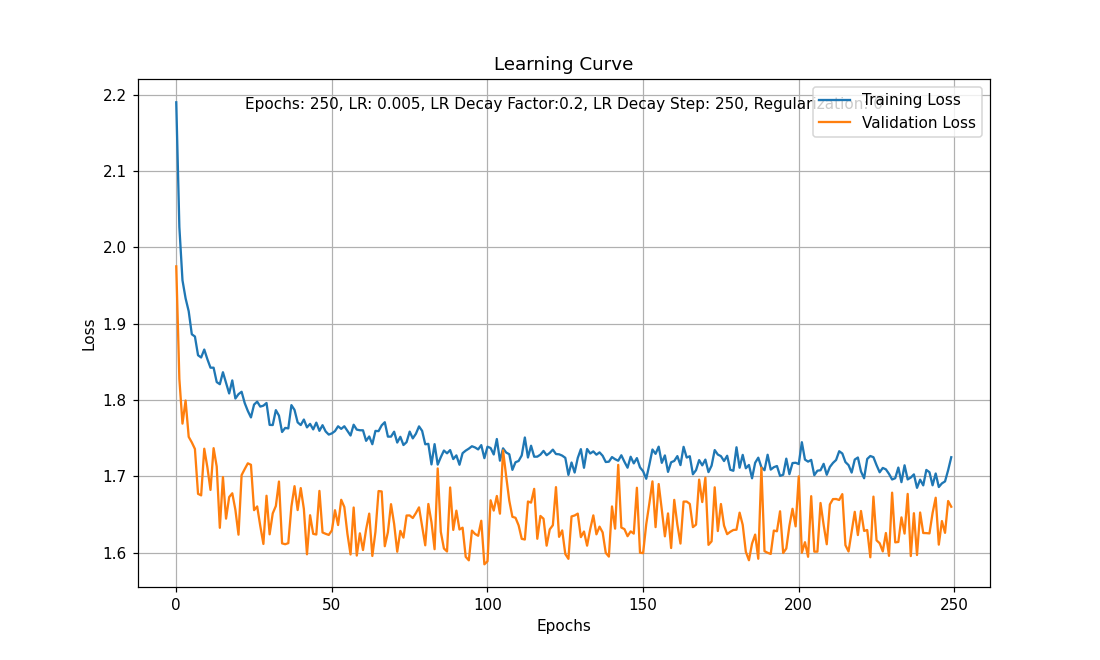 Learning Curve
Epochs: 250, LR: 0.005, LR Decay Factor:0.2, LR Decay Step: 250, Regularization: 0
Training Loss
Validation Loss
2.2
2.1
2.0
1.9
1.8
1.7
1.6
Loss
0 50 100 150 200 250
Epochs